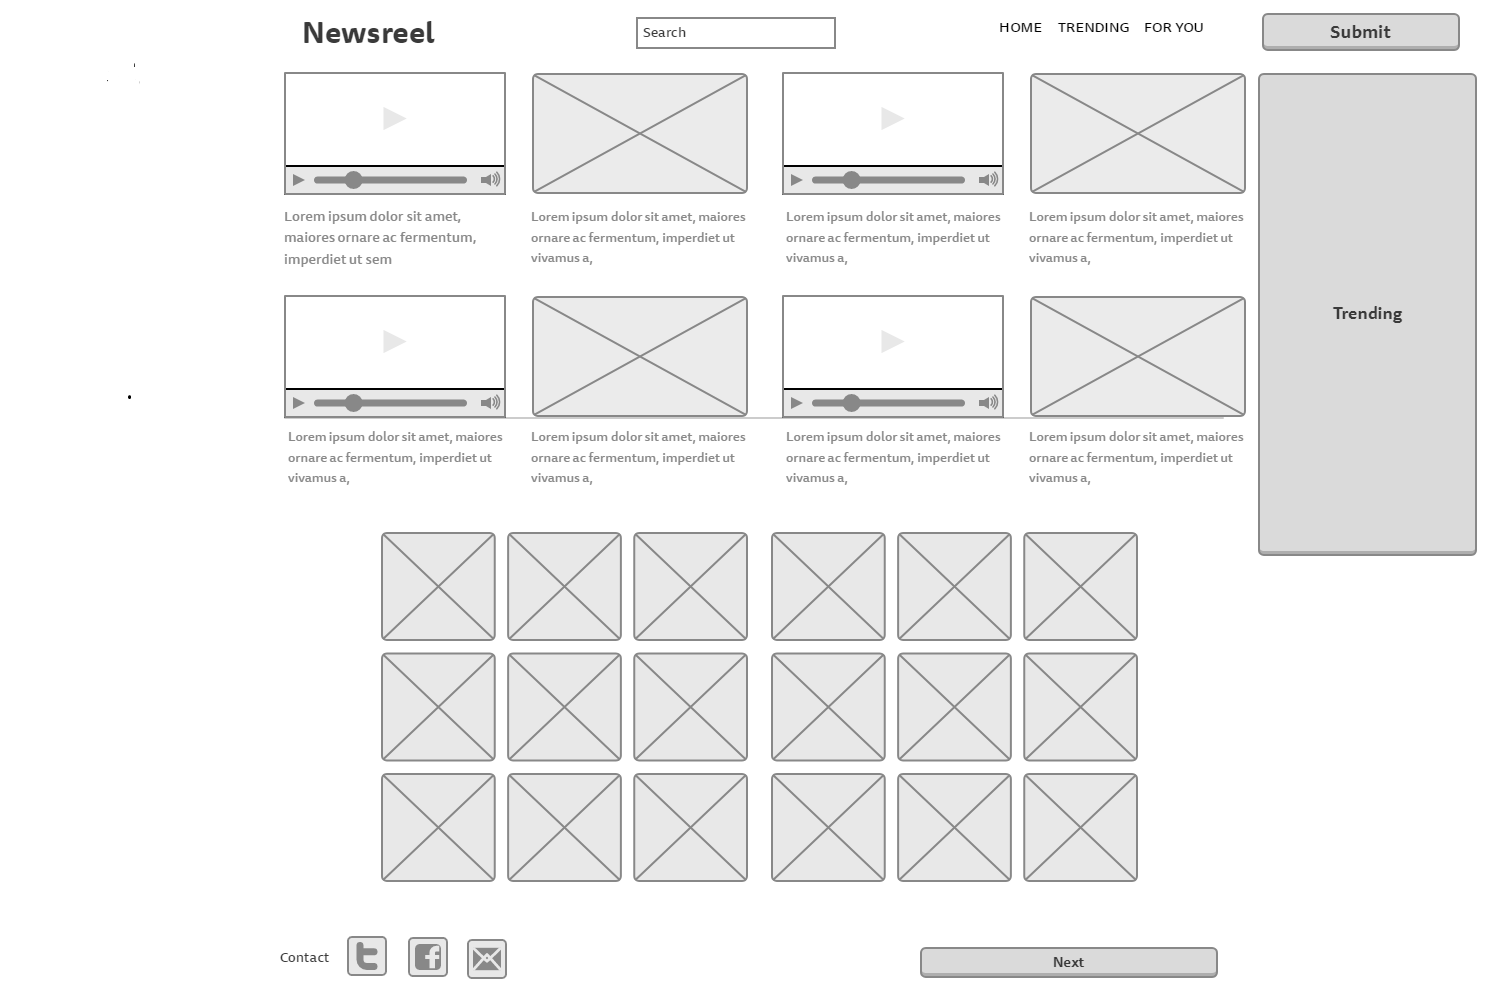 Newsreel
Search
HOME TRENDING FOR YOU
Submit
Lorem ipsum dolor sit amet,
maiores ornare ac fermentum,
imperdiet ut sem
Lorem ipsum dolor sit amet, maiores
ornare ac fermentum, imperdiet ut
vivamus a,
Lorem ipsum dolor sit amet, maiores
ornare ac fermentum, imperdiet ut
vivamus a,
Lorem ipsum dolor sit amet, maiores
ornare ac fermentum, imperdiet ut
vivamus a,
Trending
Lorem ipsum dolor sit amet, maiores
ornare ac fermentum, imperdiet ut
vivamus a,
Lorem ipsum dolor sit amet, maiores
ornare ac fermentum, imperdiet ut
vivamus a,
Lorem ipsum dolor sit amet, maiores
ornare ac fermentum, imperdiet ut
vivamus a,
Lorem ipsum dolor sit amet, maiores
ornare ac fermentum, imperdiet ut
vivamus a,
Contact
Next